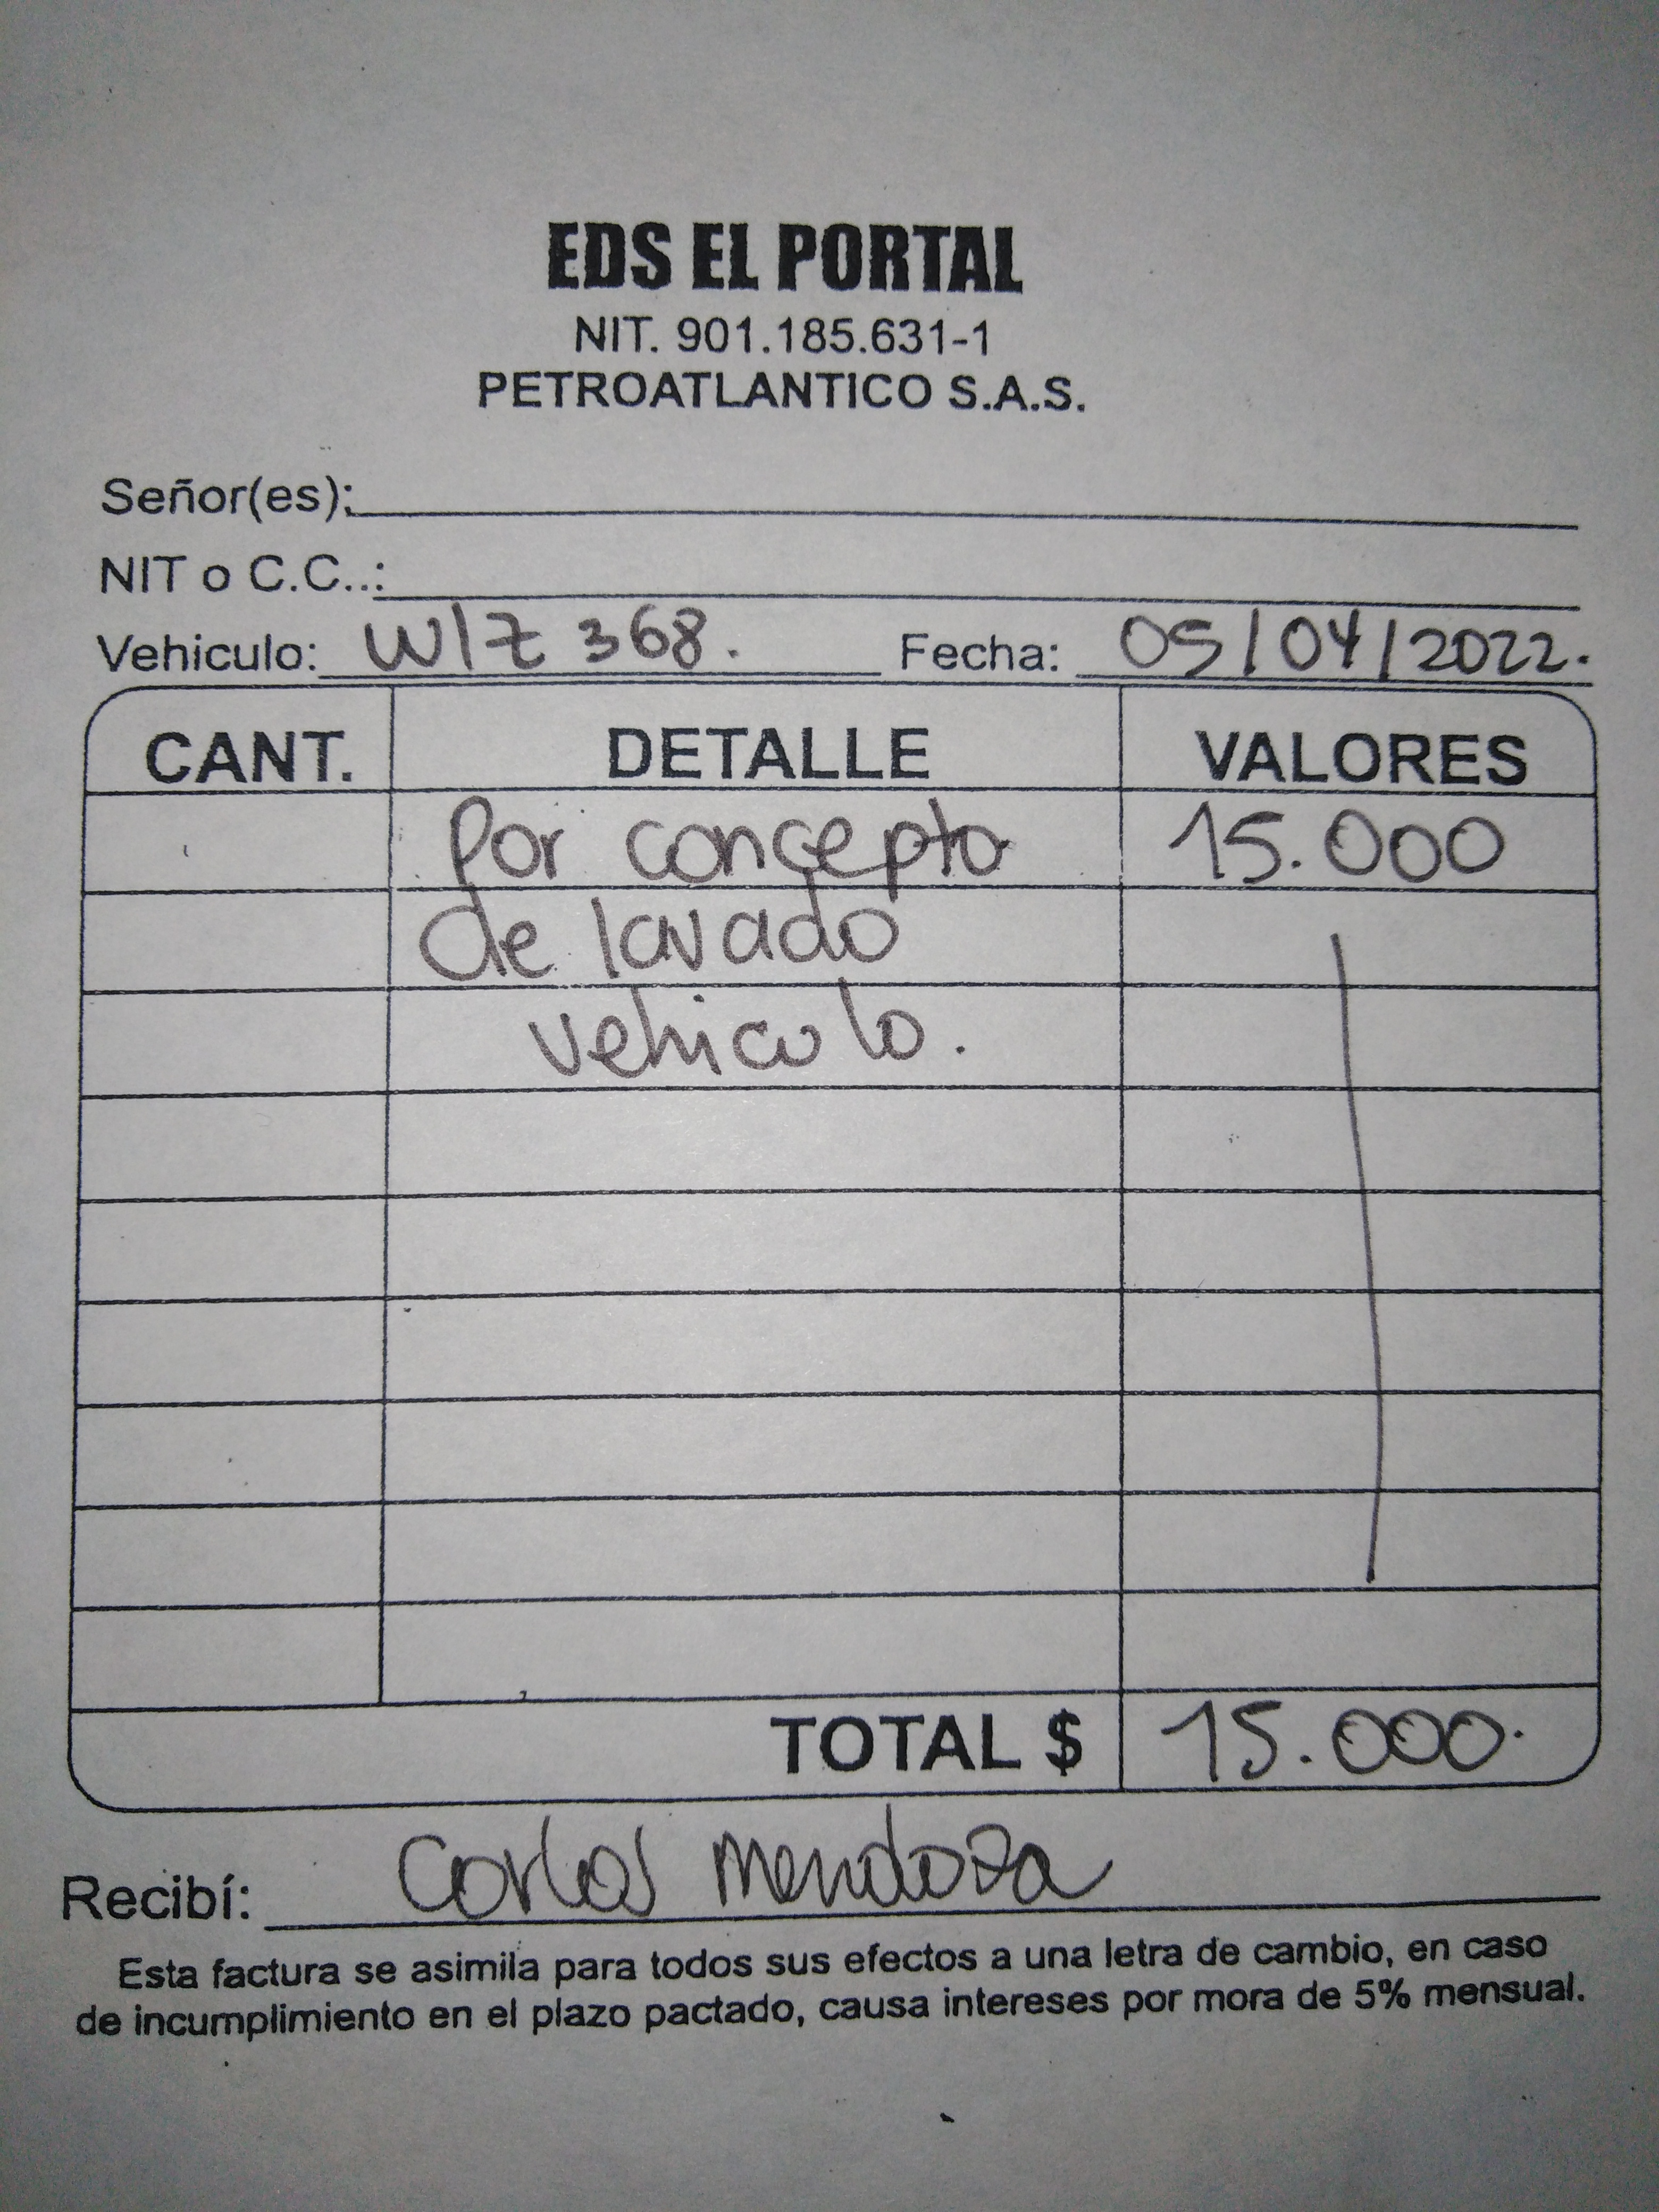 EDS EL PORTAL
NIT. 901.185.631-1
PETROATLANTICO S.A.S.
Señor(es):
NIT o C.C..:
Vehiculo: WIZ 368. Fecha: 05/04/2022.
CANT. DETALLE VALORES
Por concepto 15.000
de lavado
vehiculo.
TOTAL $ 15.000.
Recibí: Carlos Mendoza
Esta factura se asimila para todos sus efectos a una letra de cambio, en caso
de incumplimiento en el plazo pactado, causa intereses por mora de 5% mensual.